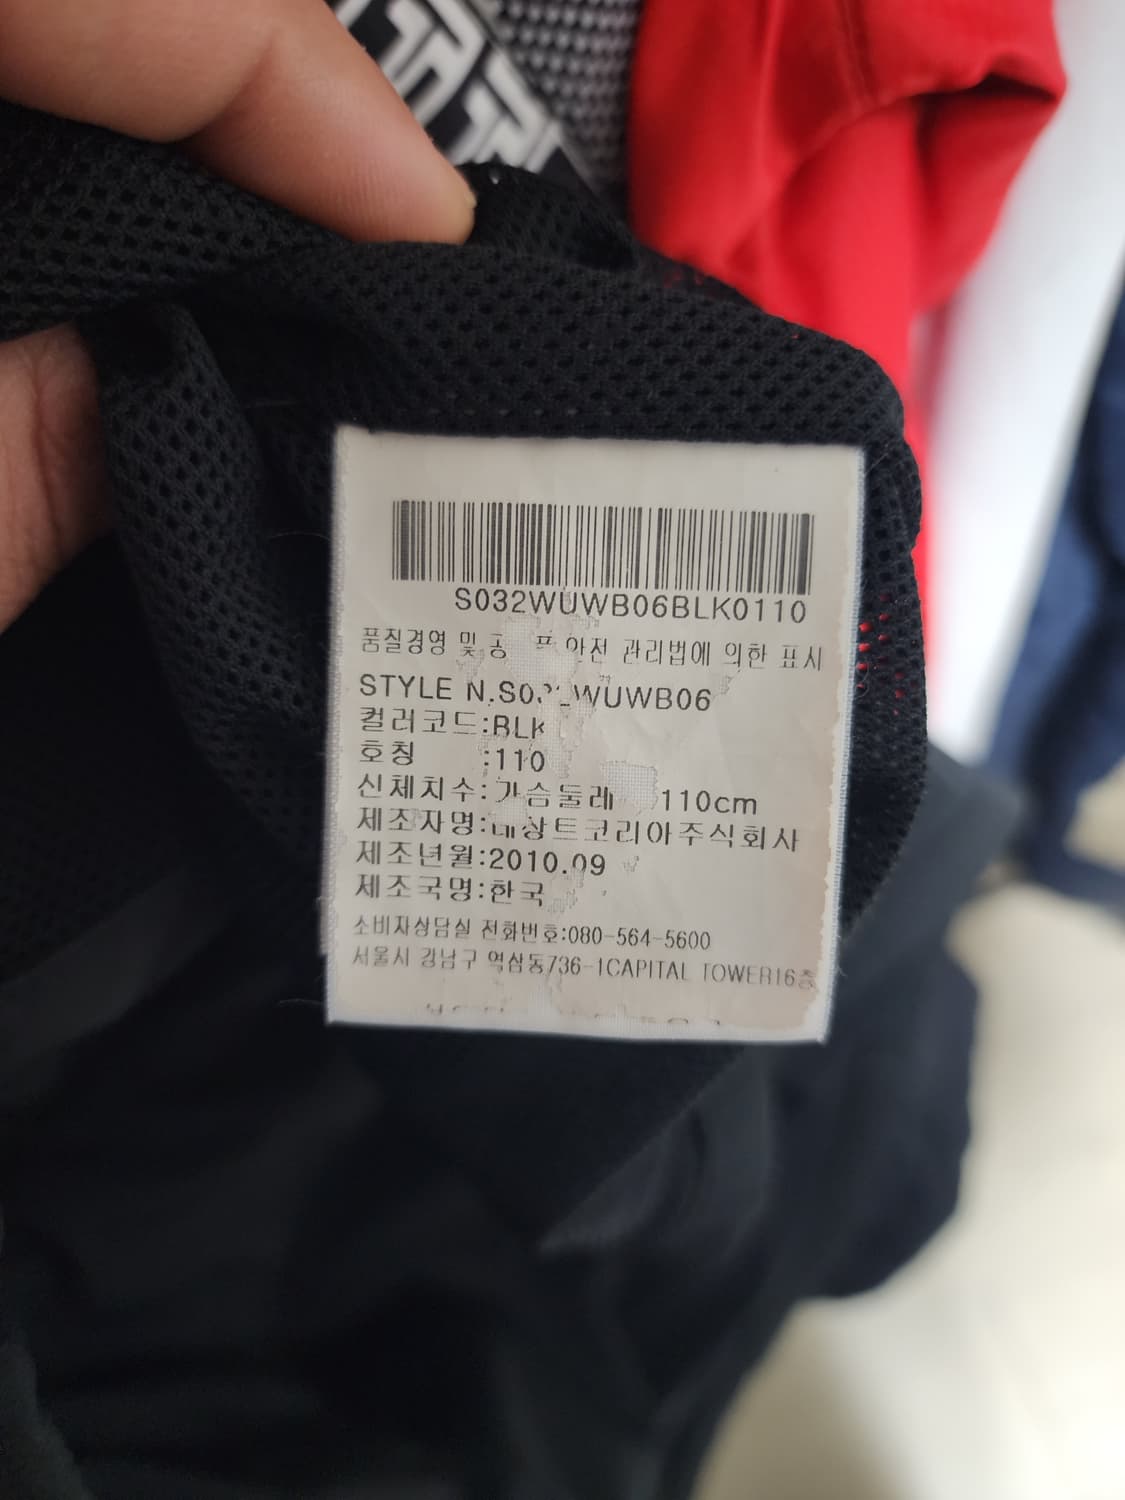 S032WUWB06BLK0110
품질경영 및 안전 관리법에 의한 표시
STYLE WUWB06
컬러코드:BLK
호칭 :110
신체치수:가슴둘레 110cm
제조자명:데상트코리아주식회사
제조년월:2010.09
제조국명:한국
소비자상담실 전화번호:080-564-5600
서울시 강남구 역삼동736-1CAPITAL TOWER16층